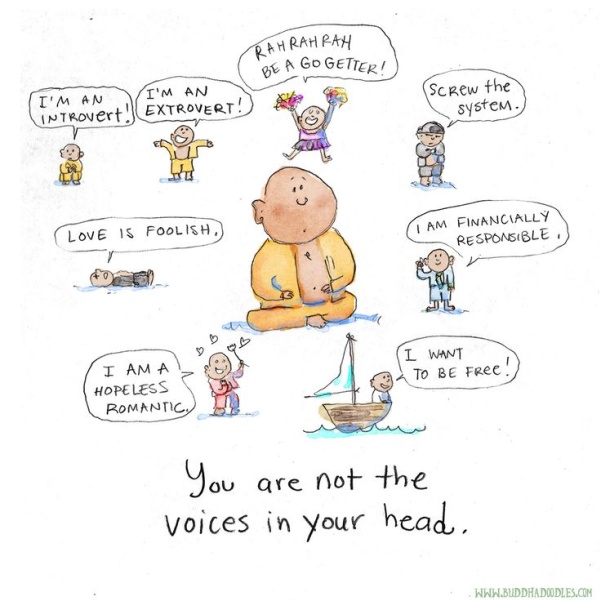 RAH RAH RAH
BE A GO GETTER!
I'M AN
INTROVERT!
I'M AN
EXTROVERT!
SCREW THE
SYSTEM.
LOVE IS FOOLISH.
I AM FINANCIALLY
RESPONSIBLE.
I AM A
HOPELESS
ROMANTIC.
I WANT
TO BE FREE!
You are not the
voices in your head.
WWW.BUDDHADOODLES.COM